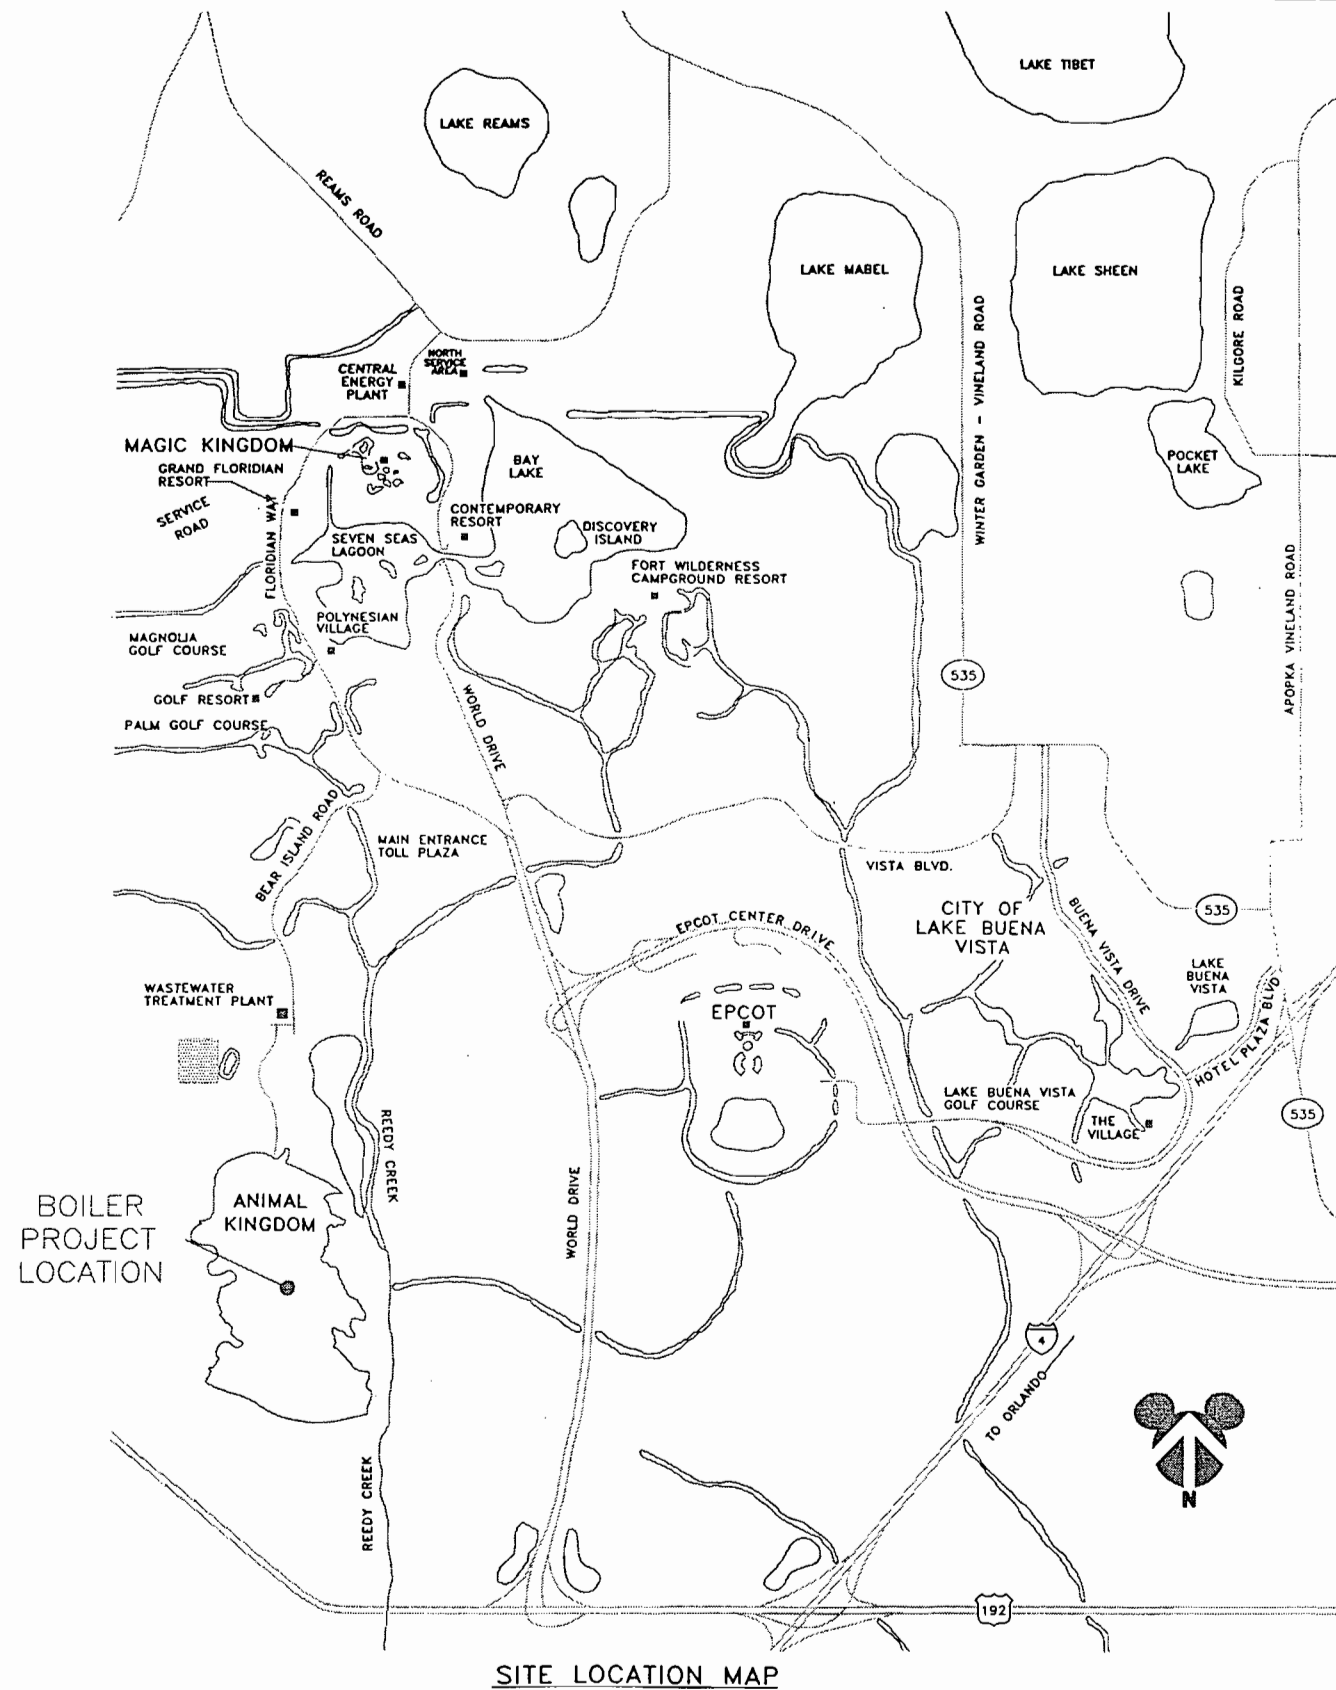 LAKE TIBET
LAKE REAMS
REAMS ROAD
LAKE MABEL
LAKE SHEEN
KILGORE ROAD
WINTER GARDEN - VINELAND ROAD
NORTH
SERVICE
AREA
CENTRAL
ENERGY
PLANT
MAGIC KINGDOM
GRAND FLORIDIAN
RESORT
SERVICE
ROAD
FLORIDIAN WAY
BAY
LAKE
POCKET
LAKE
CONTEMPORARY
RESORT
DISCOVERY
ISLAND
SEVEN SEAS
LAGOON
FORT WILDERNESS
CAMPGROUND RESORT
APOPKA VINELAND ROAD
POLYNESIAN
VILLAGE
MAGNOLIA
GOLF COURSE
GOLF RESORT
PALM GOLF COURSE
WORLD DRIVE
535
BEAR ISLAND ROAD
MAIN ENTRANCE
TOLL PLAZA
VISTA BLVD.
CITY OF
LAKE BUENA
VISTA
BUENA VISTA DRIVE
535
EPCOT CENTER DRIVE
LAKE
BUENA
VISTA
HOTEL PLAZA BLVD
WASTEWATER
TREATMENT PLANT
EPCOT
LAKE BUENA VISTA
GOLF COURSE
THE
VILLAGE
535
REEDY CREEK
WORLD DRIVE
BOILER
PROJECT
LOCATION
ANIMAL
KINGDOM
4
TO ORLANDO
REEDY CREEK
N
192
SITE LOCATION MAP